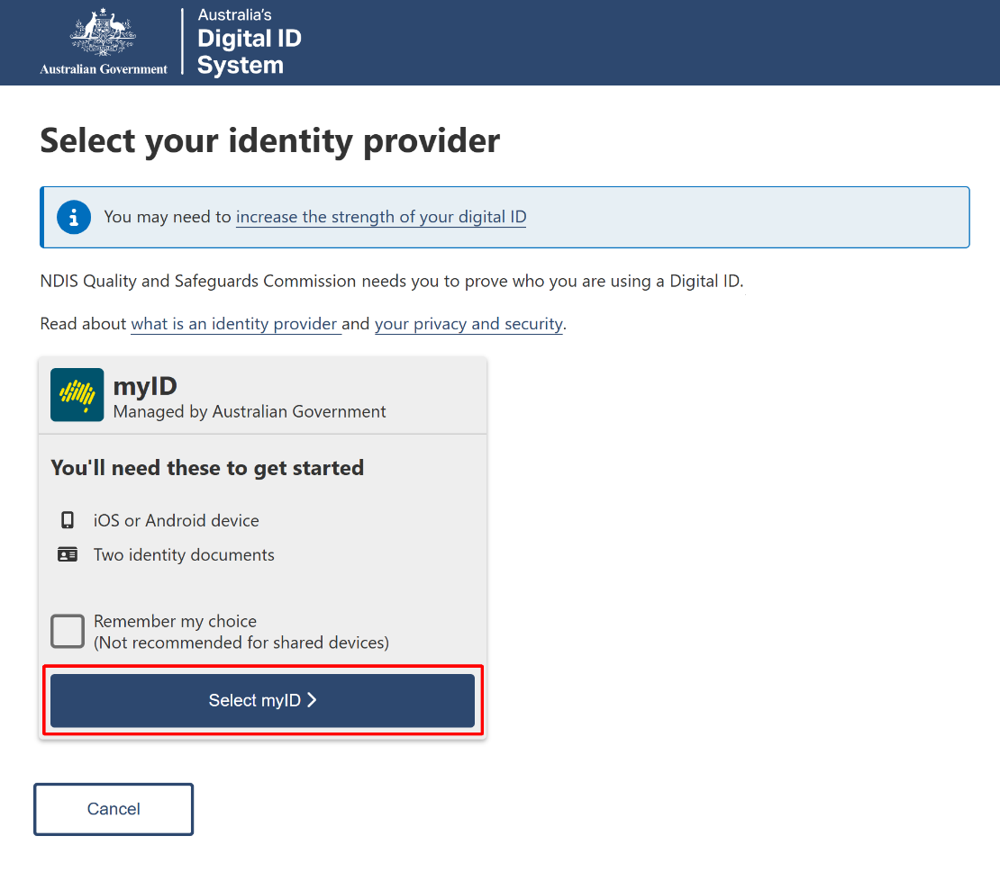 Australian Government
Australia's
Digital ID
System
Select your identity provider
You may need to increase the strength of your digital ID
NDIS Quality and Safeguards Commission needs you to prove who you are using a Digital ID.
Read about what is an identity provider and your privacy and security.
myID
Managed by Australian Government
You'll need these to get started
iOS or Android device
Two identity documents
Remember my choice
(Not recommended for shared devices)
Select myID
Cancel